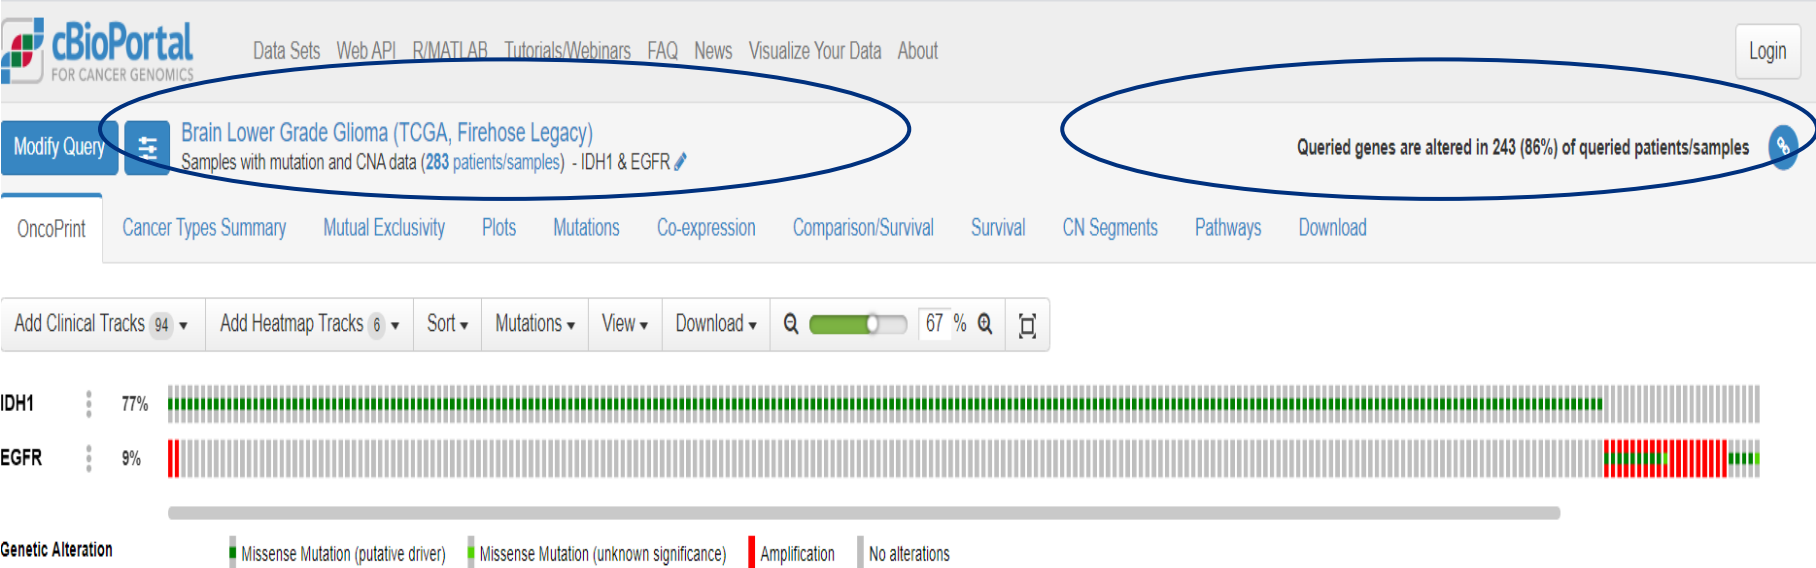 cBioPortal
FOR CANCER GENOMICS
Data Sets Web API R/MATLAB Tutorials/Webinars FAQ News Visualize Your Data About
Login
Modify Query
Brain Lower Grade Glioma (TCGA, Firehose Legacy)
Samples with mutation and CNA data (283 patients/samples) - IDH1 & EGFR
Queried genes are altered in 243 (86%) of queried patients/samples
OncoPrint Cancer Types Summary Mutual Exclusivity Plots Mutations Co-expression Comparison/Survival Survival CN Segments Pathways Download
Add Clinical Tracks 94 Add Heatmap Tracks 6 Sort Mutations View Download 67 %
IDH1 77%
EGFR 9%
Genetic Alteration Missense Mutation (putative driver) Missense Mutation (unknown significance) Amplification No alterations